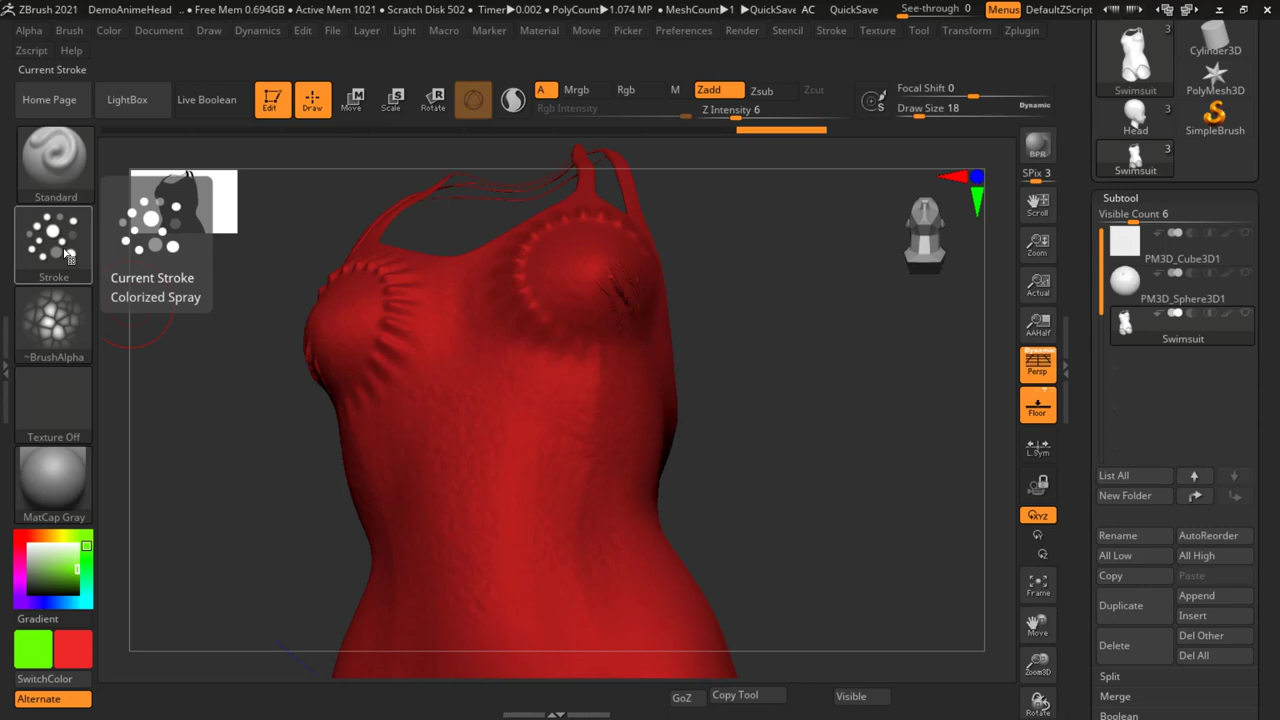 ZBrush 2021 DemoAnimeHead .. • Free Mem 0.694GB • Active Mem 1021 • Scratch Disk 502 • Timer▶0.002 • PolyCount▶1.074 MP • MeshCount▶1 ▶QuickSave AC QuickSave See-through 0 Menus DefaultZScript
Alpha Brush Color Document Draw Dynamics Edit File Layer Light Macro Marker Material Movie Picker Preferences Render Stencil Stroke Texture Tool Transform Zplugin
Zscript Help
Current Stroke
Home Page LightBox Live Boolean Edit Draw Move Scale Rotate
A Mrgb Rgb M Zadd Zsub Zcut
Rgb Intensity Z Intensity 6
Focal Shift 0
Draw Size 18 Dynamic
Standard
Stroke
Current Stroke
Colorized Spray
~BrushAlpha
Texture Off
MatCap Gray
Gradient
SwitchColor
Alternate
BPR
SPix 3
Scroll
Zoom
Actual
AAHalf
Dynamic
Persp
Floor
L.Sym
XYZ
Y
Z
Frame
Move
Zoom3D
Rotate
GoZ Copy Tool Visible
3
Swimsuit
Cylinder3D
PolyMesh3D
Head
SimpleBrush
3
Swimsuit
Subtool
Visible Count 6
PM3D_Cube3D1
PM3D_Sphere3D1
Swimsuit
List All
New Folder
Rename AutoReorder
All Low All High
Copy Paste
Duplicate Append
Insert
Delete Del Other
Del All
Split
Merge
Boolean